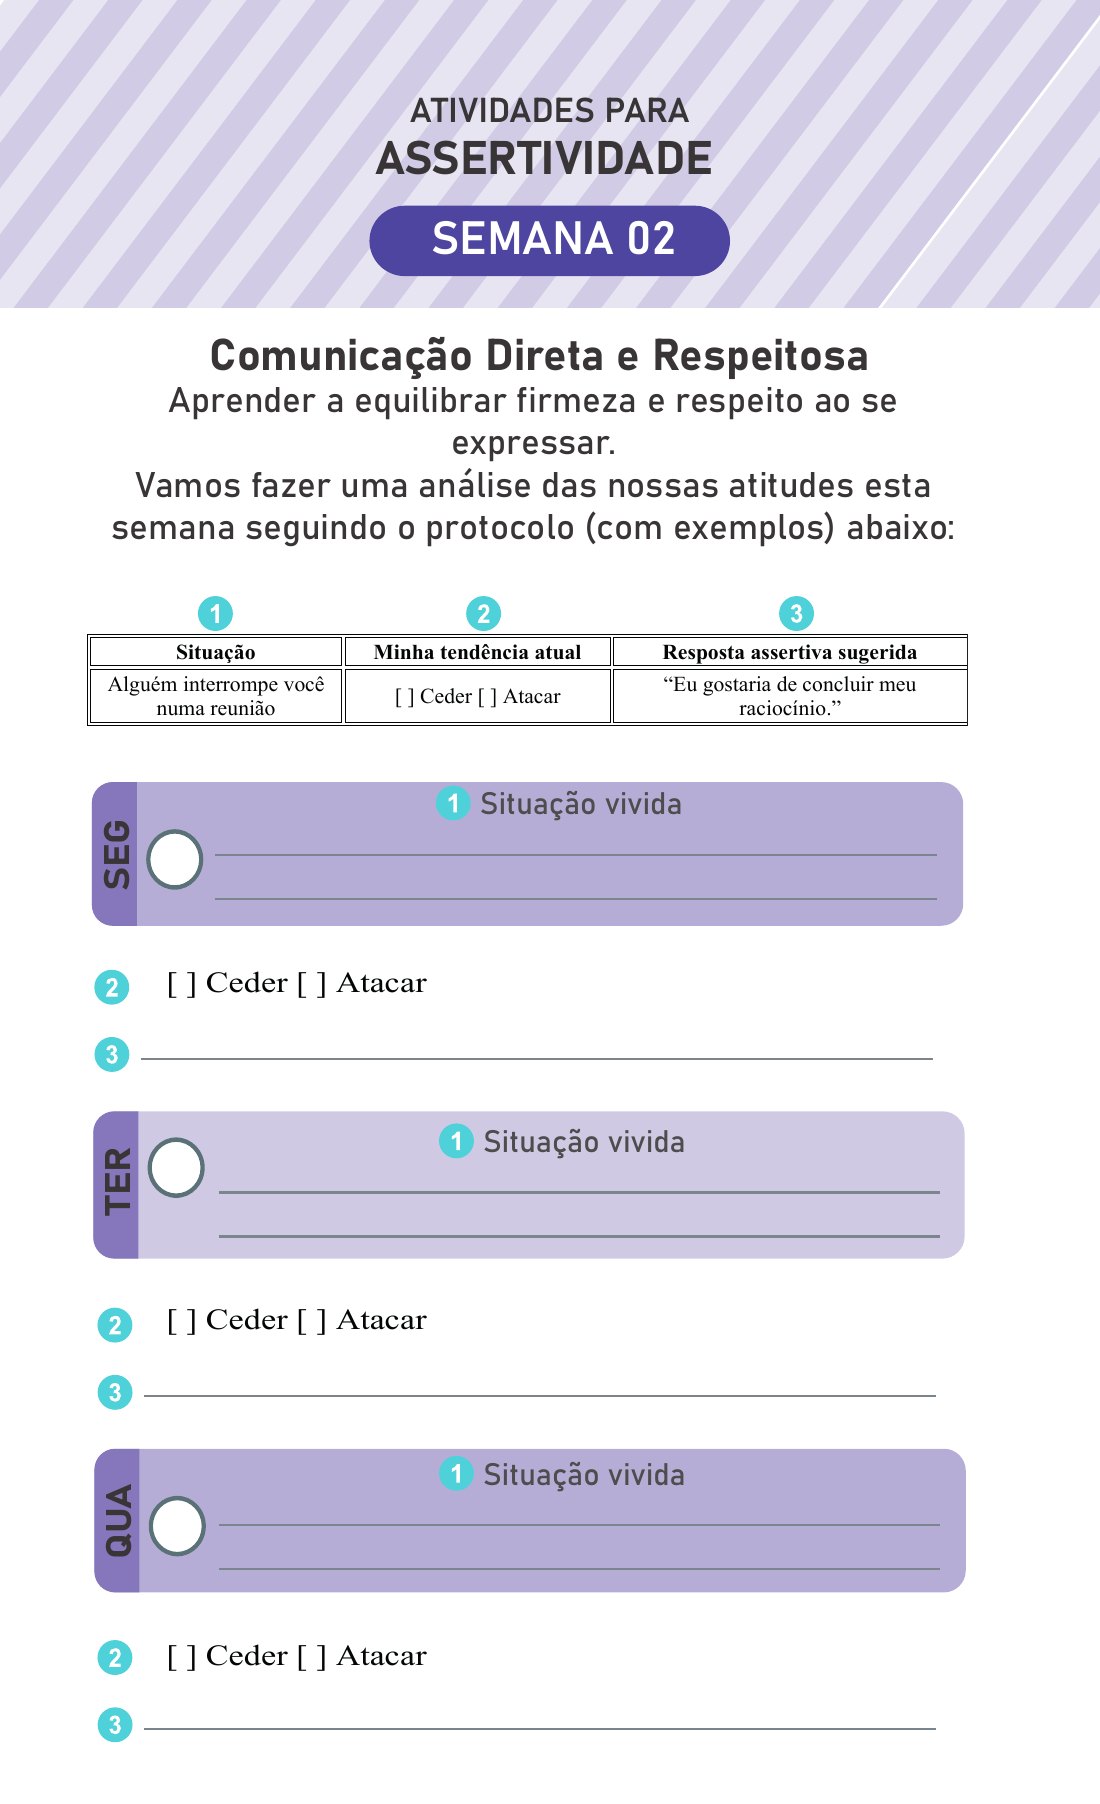 ATIVIDADES PARA
ASSERTIVIDADE
SEMANA 02
Comunicação Direta e Respeitosa
Aprender a equilibrar firmeza e respeito ao se
expressar.
Vamos fazer uma análise das nossas atitudes esta
semana seguindo o protocolo (com exemplos) abaixo:
1 2 3
Situação Minha tendência atual Resposta assertiva sugerida
Alguém interrompe você
numa reunião
[ ] Ceder [ ] Atacar
“Eu gostaria de concluir meu
raciocínio.”
SEG
1 Situação vivida
2 [ ] Ceder [ ] Atacar
3
TER
1 Situação vivida
2 [ ] Ceder [ ] Atacar
3
QUA
1 Situação vivida
2 [ ] Ceder [ ] Atacar
3